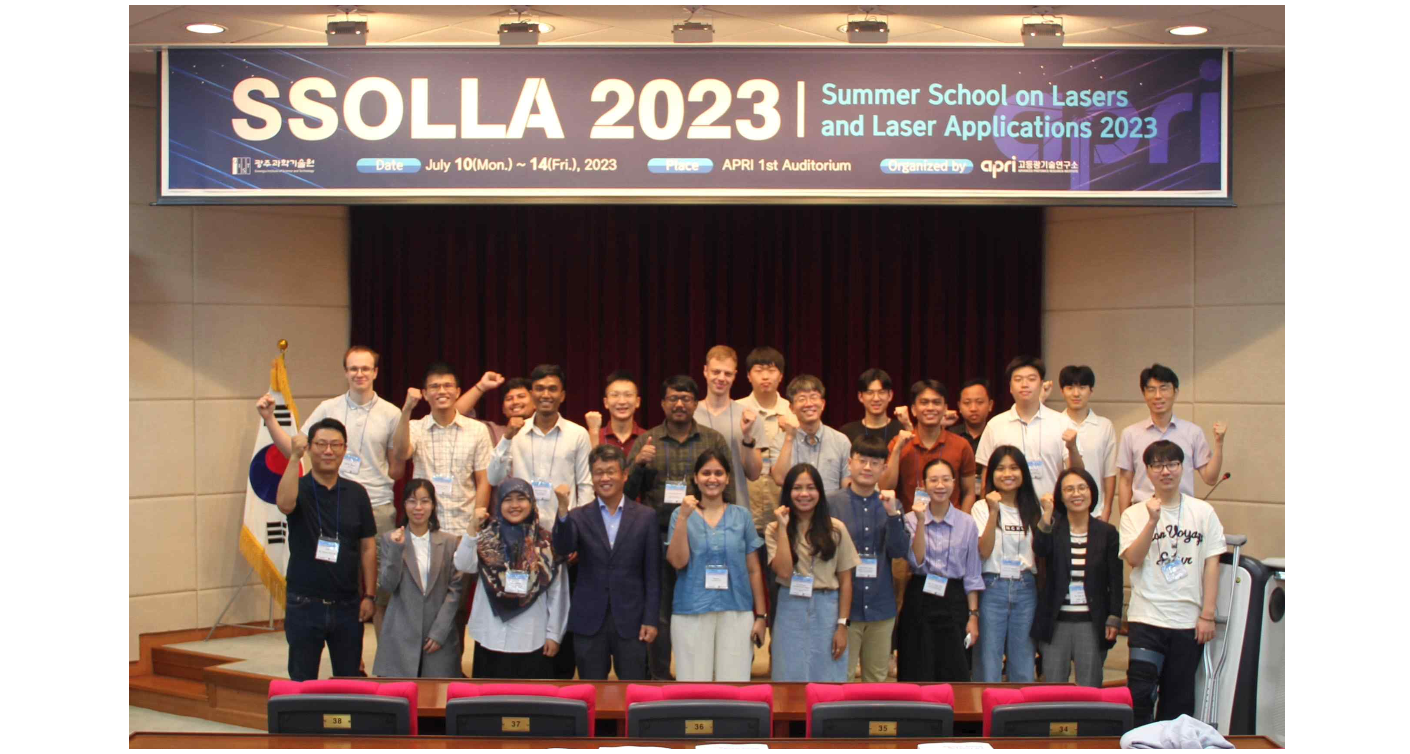 SSOLLA 2023
Summer School on Lasers
and Laser Applications 2023
apri
광주과학기술원
Date July 10(Mon.) ~ 14(Fri.), 2023
Place APRI 1st Auditorium
Organized by apri 고등광기술연구소
38
37
36
35
34